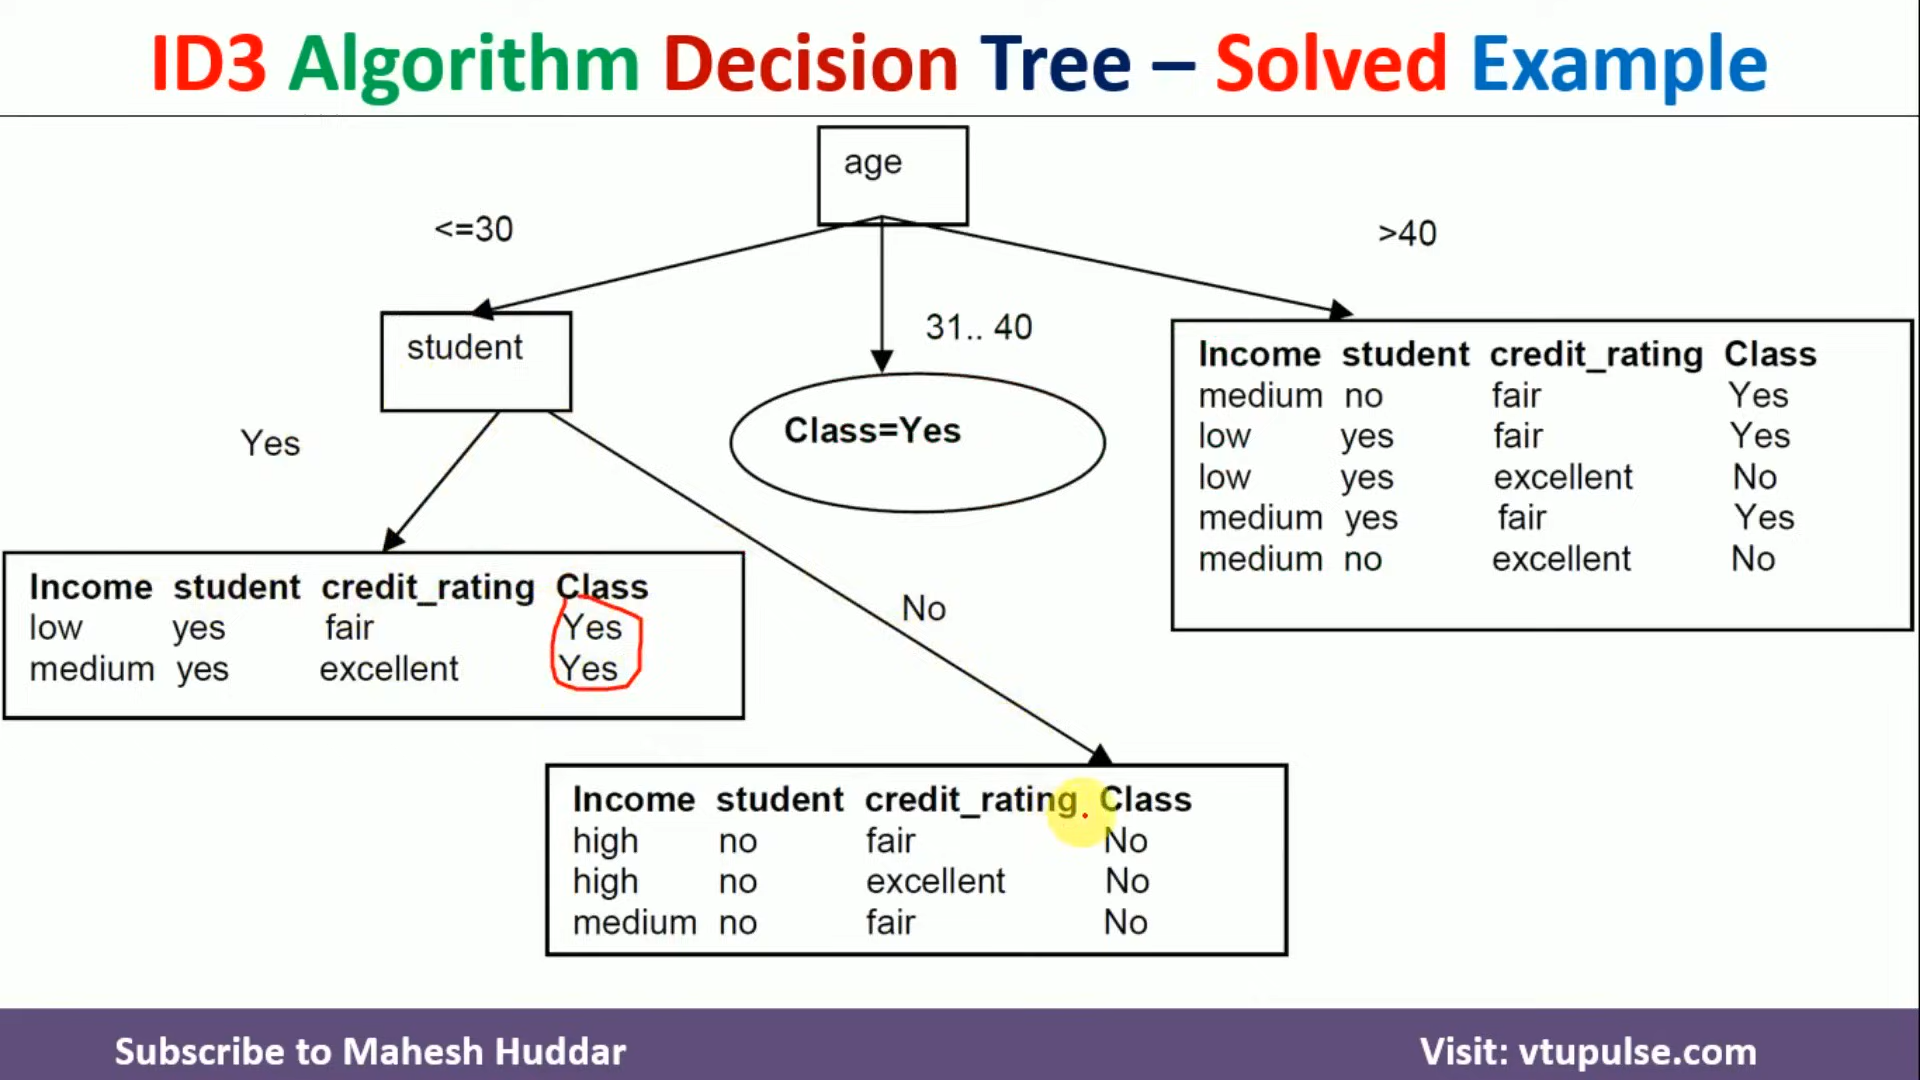 ID3 Algorithm Decision Tree – Solved Example
age
<=30
>40
31.. 40
student
Class=Yes
Income student credit_rating Class
medium no fair Yes
low yes fair Yes
low yes excellent No
medium yes fair Yes
medium no excellent No
Yes
No
Income student credit_rating Class
low yes fair Yes
medium yes excellent Yes
Income student credit_rating Class
high no fair No
high no excellent No
medium no fair No
Subscribe to Mahesh Huddar
Visit: vtupulse.com